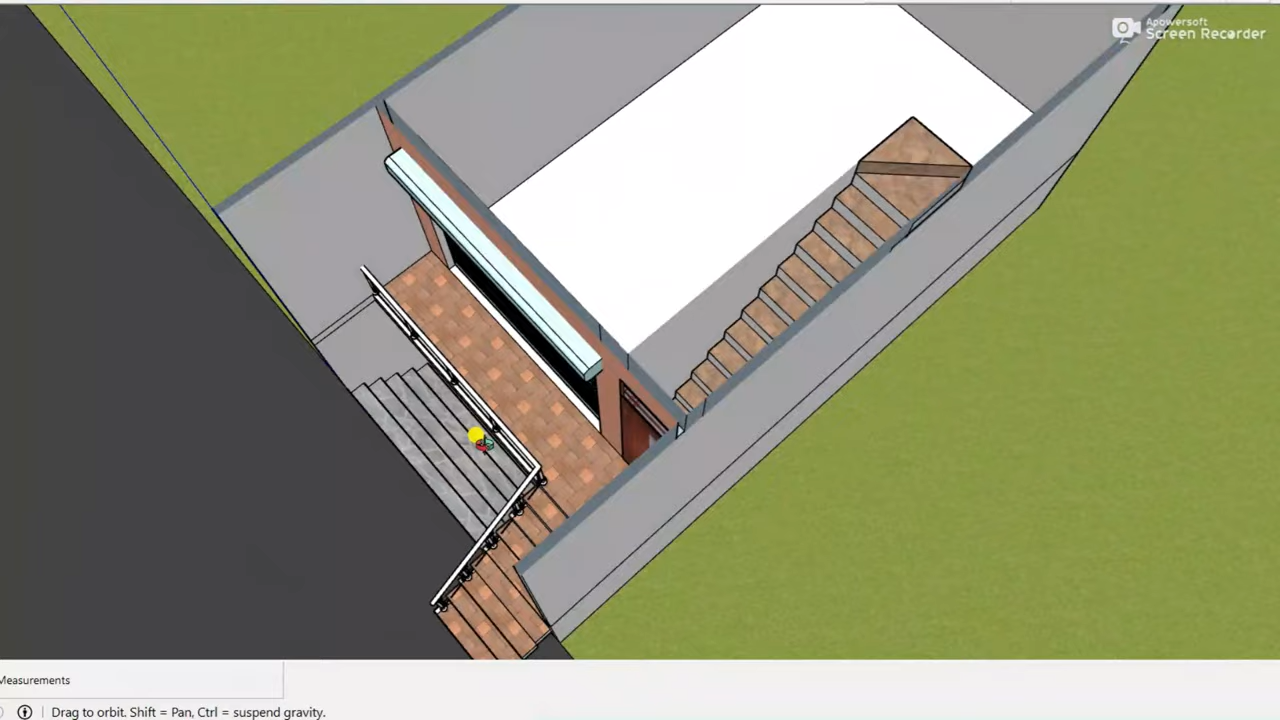 Apowersoft
Screen Recorder
Measurements
Drag to orbit. Shift = Pan, Ctrl = suspend gravity.